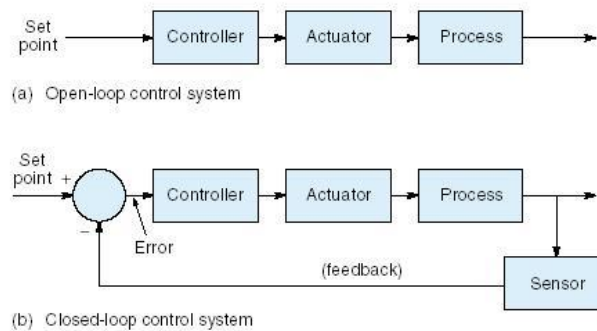 Set
point
Controller
Actuator
Process
(a) Open-loop control system
Set
point
+
Controller
Actuator
Process
−
Error
(feedback)
Sensor
(b) Closed-loop control system